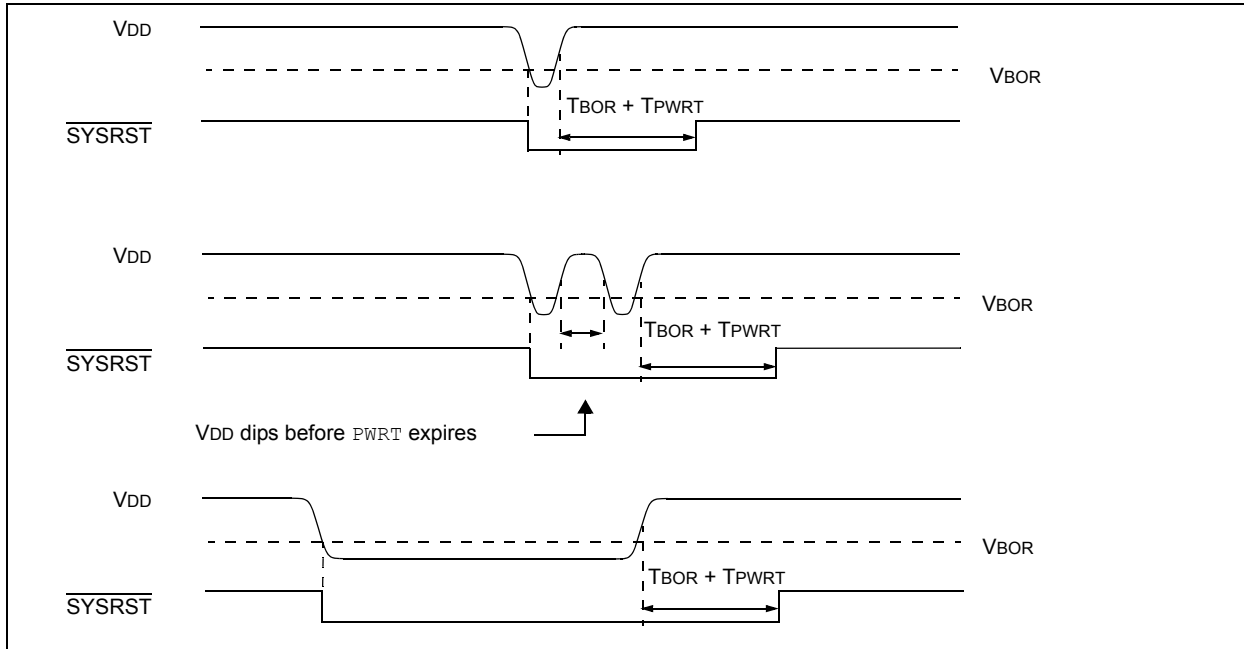 VDD
VBOR
TBOR + TPWRT
SYSRST
VDD
VBOR
TBOR + TPWRT
SYSRST
VDD dips before PWRT expires
VDD
VBOR
TBOR + TPWRT
SYSRST